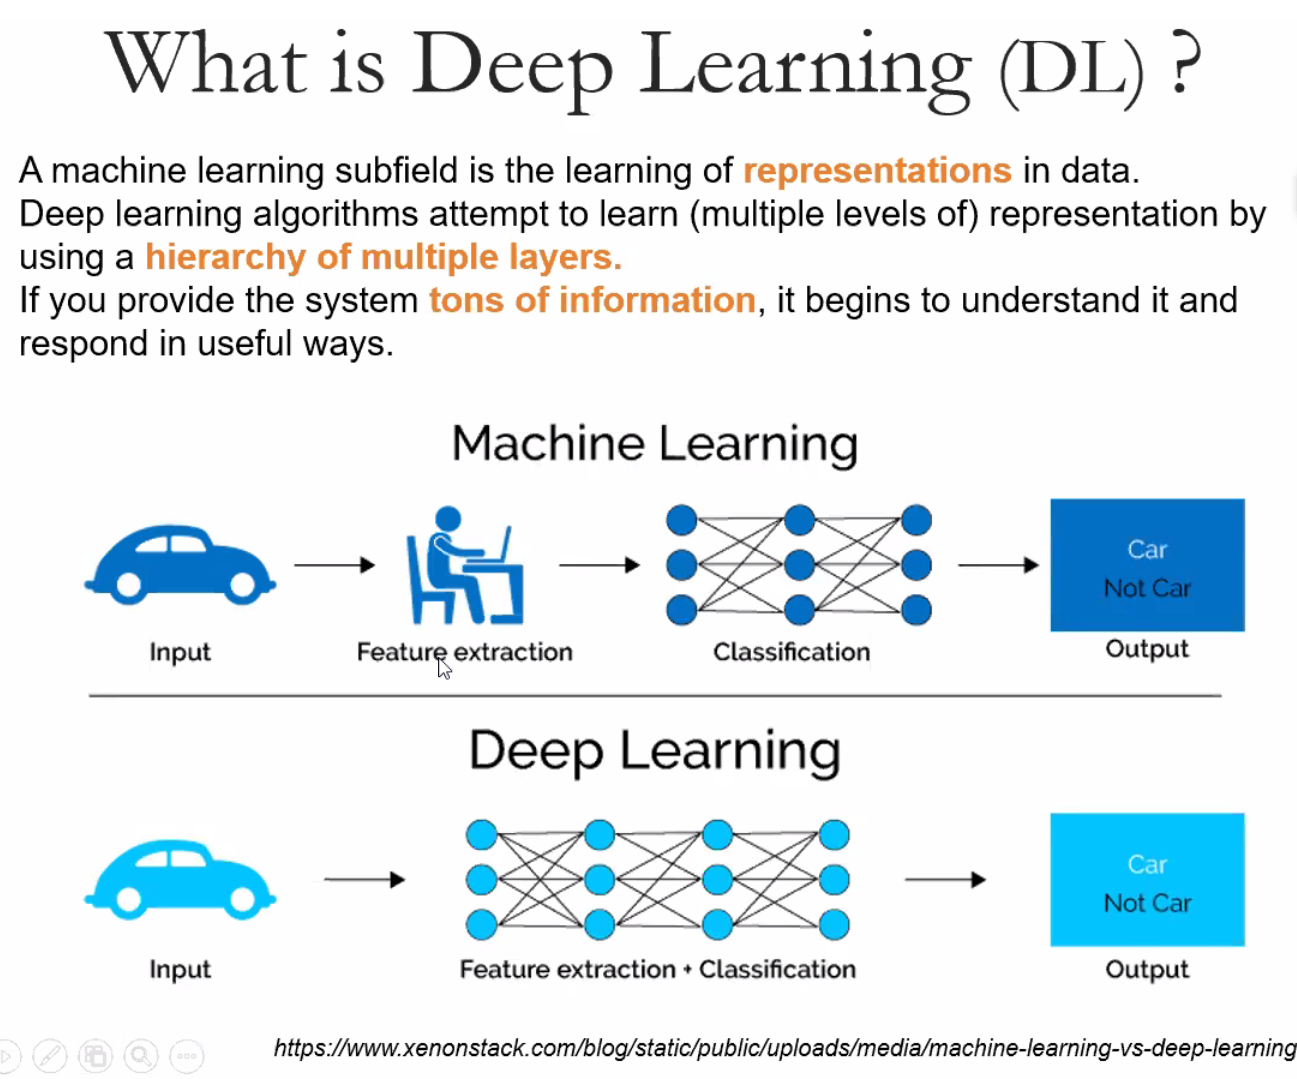 What is Deep Learning (DL) ?
A machine learning subfield is the learning of representations in data.
Deep learning algorithms attempt to learn (multiple levels of) representation by
using a hierarchy of multiple layers.
If you provide the system tons of information, it begins to understand it and
respond in useful ways.
Machine Learning
Car
Not Car
Input
Feature extraction
Classification
Output
Deep Learning
Car
Not Car
Input
Feature extraction + Classification
Output
https://www.xenonstack.com/blog/static/public/uploads/media/machine-learning-vs-deep-learning